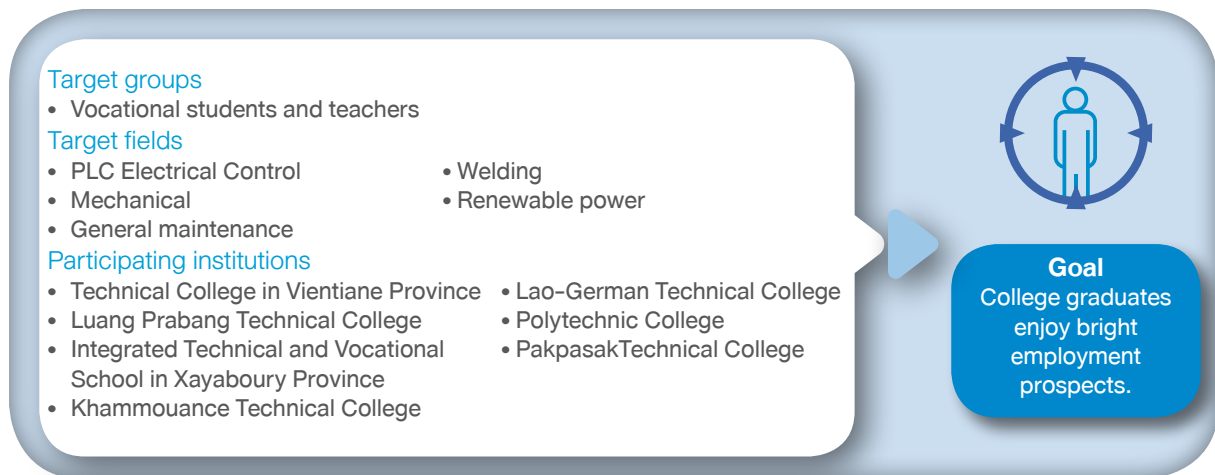 Target groups
• Vocational students and teachers
Target fields
• PLC Electrical Control
• Mechanical
• General maintenance
• Welding
• Renewable power
Participating institutions
• Technical College in Vientiane Province
• Luang Prabang Technical College
• Integrated Technical and Vocational
School in Xayaboury Province
• Khammouance Technical College
• Lao-German Technical College
• Polytechnic College
• PakpasakTechnical College
Goal
College graduates
enjoy bright
employment
prospects.